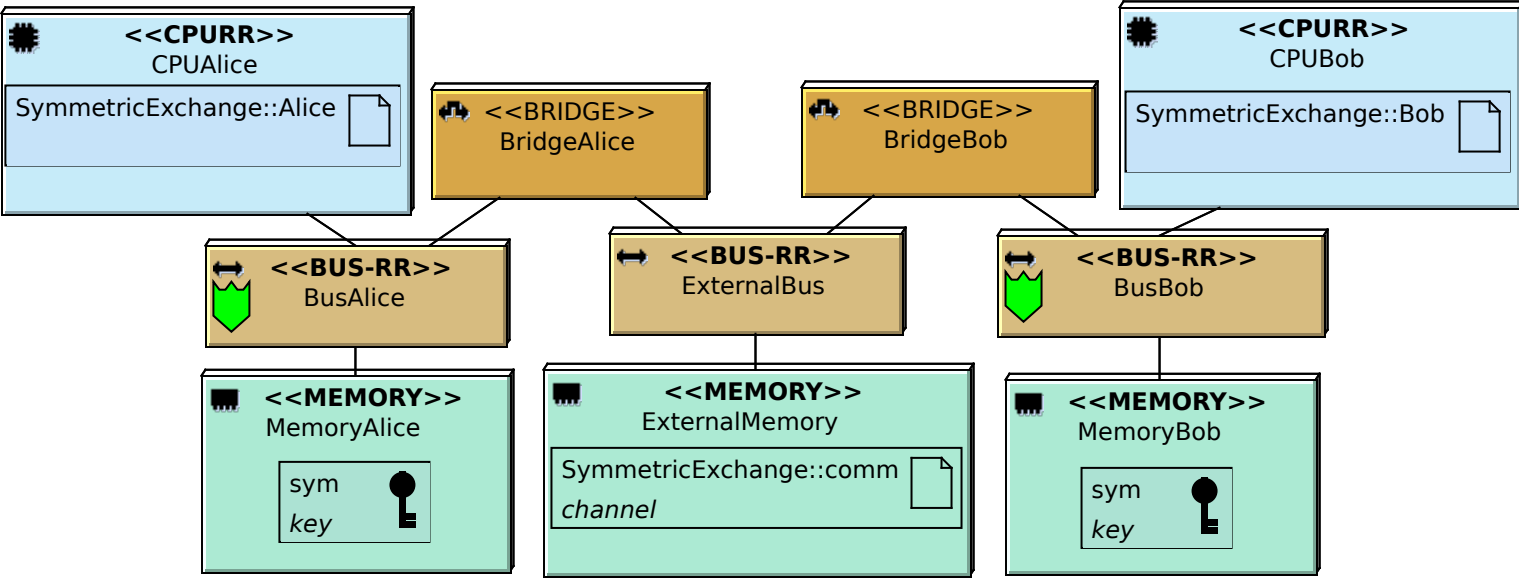 <<CPURR>>
CPUAlice
SymmetricExchange::Alice
<<BRIDGE>>
BridgeAlice
<<BRIDGE>>
BridgeBob
<<CPURR>>
CPUBob
SymmetricExchange::Bob
<<BUS-RR>>
BusAlice
<<BUS-RR>>
ExternalBus
<<BUS-RR>>
BusBob
<<MEMORY>>
MemoryAlice
sym
key
<<MEMORY>>
ExternalMemory
SymmetricExchange::comm
channel
<<MEMORY>>
MemoryBob
sym
key